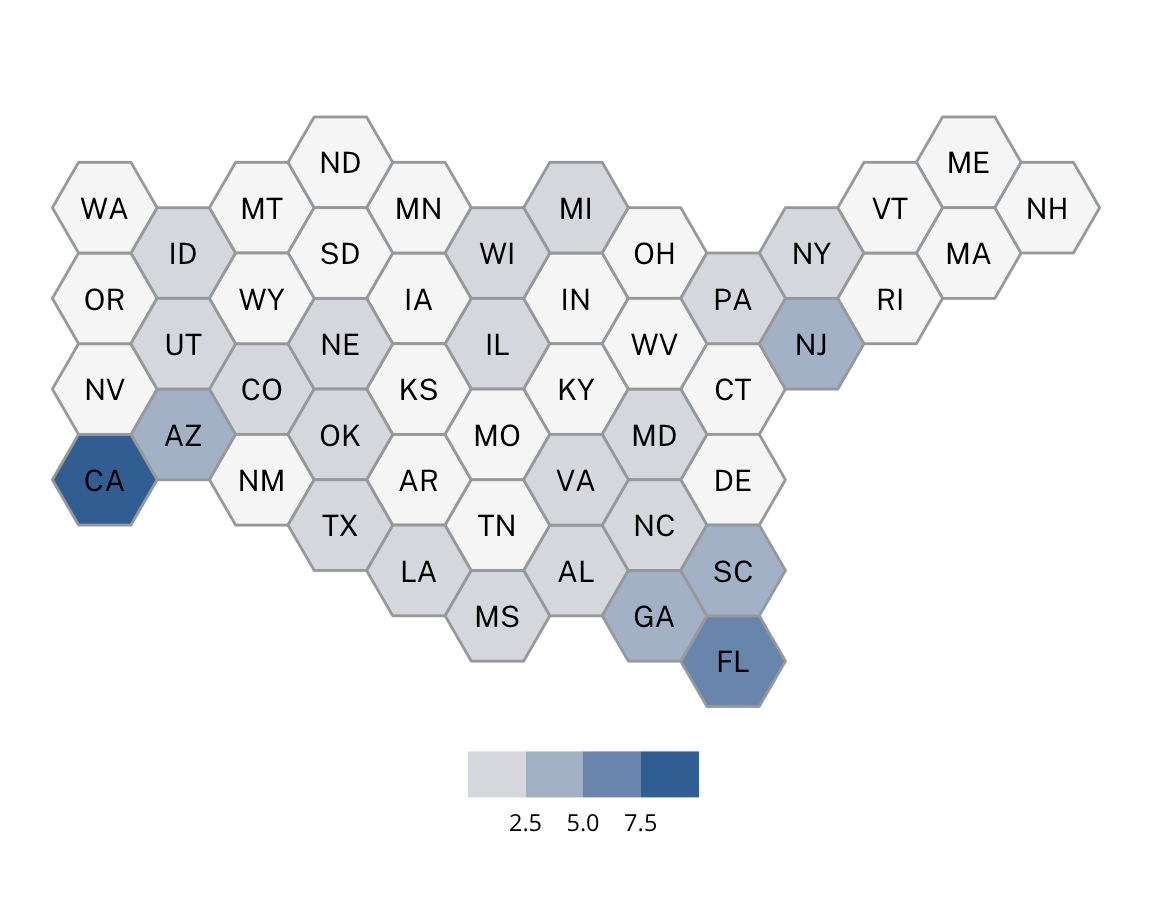 ME
ND
WA MT MN MI VT NH
ID SD WI OH NY MA
OR WY IA IN PA RI
UT NE IL WV NJ
NV CO KS KY CT
AZ OK MO MD
CA NM AR VA DE
TX TN NC
LA AL SC
MS GA
FL
2.5 5.0 7.5